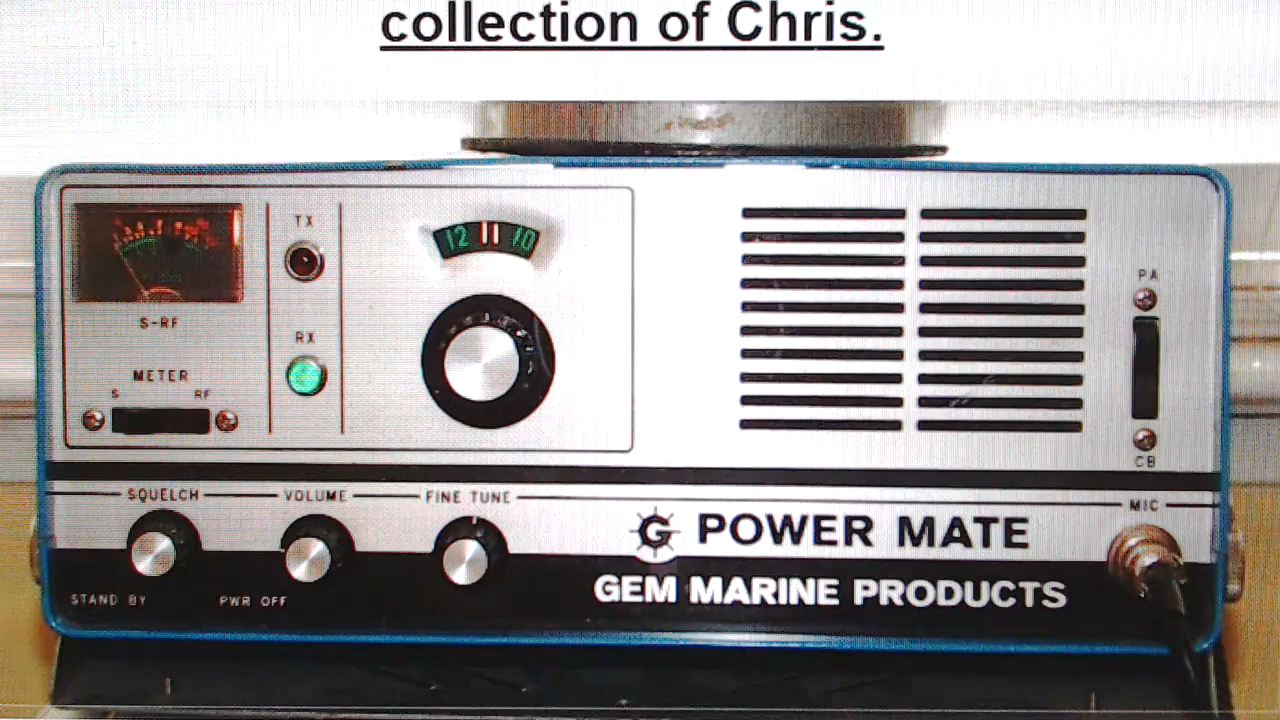 collection of Chris.
TX
12 11 10
PA
S-RF
RX
METER
S RF
CB
SQUELCH VOLUME FINE TUNE
MIC
G POWER MATE
GEM MARINE PRODUCTS
STAND BY PWR OFF